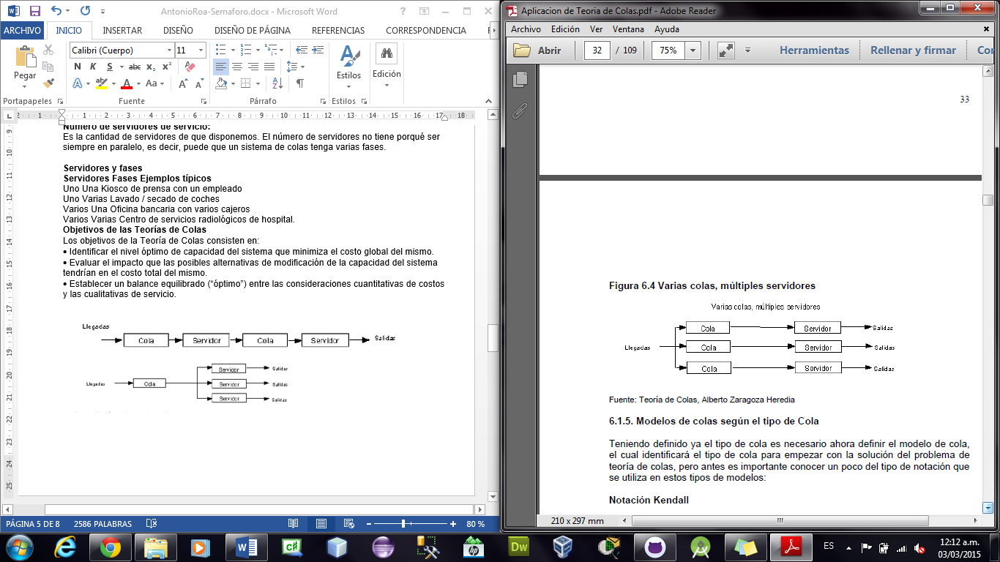 AntonioRoa-Semaforo.docx - Microsoft Word
ARCHIVO INICIO INSERTAR DISEÑO DISEÑO DE PÁGINA REFERENCIAS CORRESPONDENCIA
Pegar
Calibri (Cuerpo) 11
N K S abc x₂ x²
A aby A Aa A A
Estilos
Edición
Portapapeles Fuente Párrafo Estilos
Número de servidores de servicio:
Es la cantidad de servidores de que disponemos. El número de servidores no tiene porqué ser
siempre en paralelo, es decir, puede que un sistema de colas tenga varias fases.
Servidores y fases
Servidores Fases Ejemplos típicos
Uno Una Kiosco de prensa con un empleado
Uno Varias Lavado / secado de coches
Varios Una Oficina bancaria con varios cajeros
Varios Varias Centro de servicios radiológicos de hospital.
Objetivos de las Teorías de Colas
Los objetivos de la Teoría de Colas consisten en:
• Identificar el nivel óptimo de capacidad del sistema que minimiza el costo global del mismo.
• Evaluar el impacto que las posibles alternativas de modificación de la capacidad del sistema
tendrían en el costo total del mismo.
• Establecer un balance equilibrado (“óptimo”) entre las consideraciones cuantitativas de costos
y las cualitativas de servicio.
Llegadas
Cola Servidor Cola Servidor Salidas
Servidor Salidas
Llegadas Cola Servidor Salidas
Servidor Salidas
PÁGINA 5 DE 8 2586 PALABRAS 80 %
Aplicacion de Teoria de Colas.pdf - Adobe Reader
Archivo Edición Ver Ventana Ayuda
Abrir 32 / 109 75% Herramientas Rellenar y firmar
33
Figura 6.4 Varias colas, múltiples servidores
Varias colas, múltiples servidores
Cola Servidor Salidas
Llegadas Cola Servidor Salidas
Cola Servidor Salidas
Fuente: Teoría de Colas, Alberto Zaragoza Heredia
6.1.5. Modelos de colas según el tipo de Cola
Teniendo definido ya el tipo de cola es necesario ahora definir el modelo de cola,
el cual identificará el tipo de cola para empezar con la solución del problema de
teoría de colas, pero antes es importante conocer un poco del tipo de notación que
se utiliza en estos tipos de modelos:
Notación Kendall
210 x 297 mm
ES 12:12 a.m.
03/03/2015